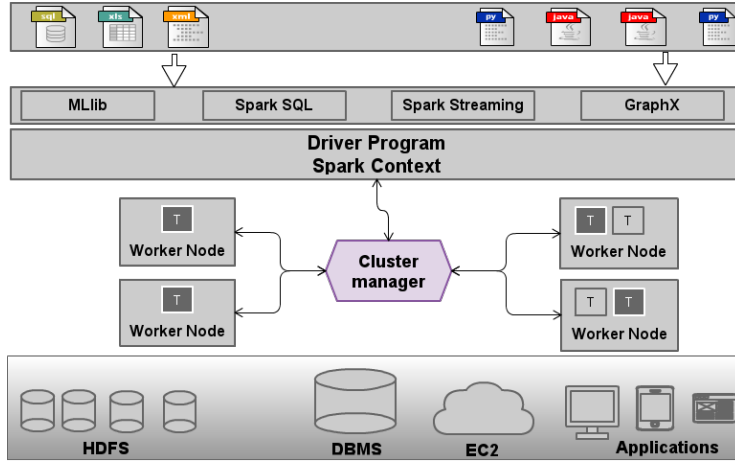 sql xls xml py java java py
MLlib Spark SQL Spark Streaming GraphX
Driver Program
Spark Context
T T T
Worker Node Worker Node
Cluster
manager
T T T
Worker Node Worker Node
HDFS DBMS EC2 Applications